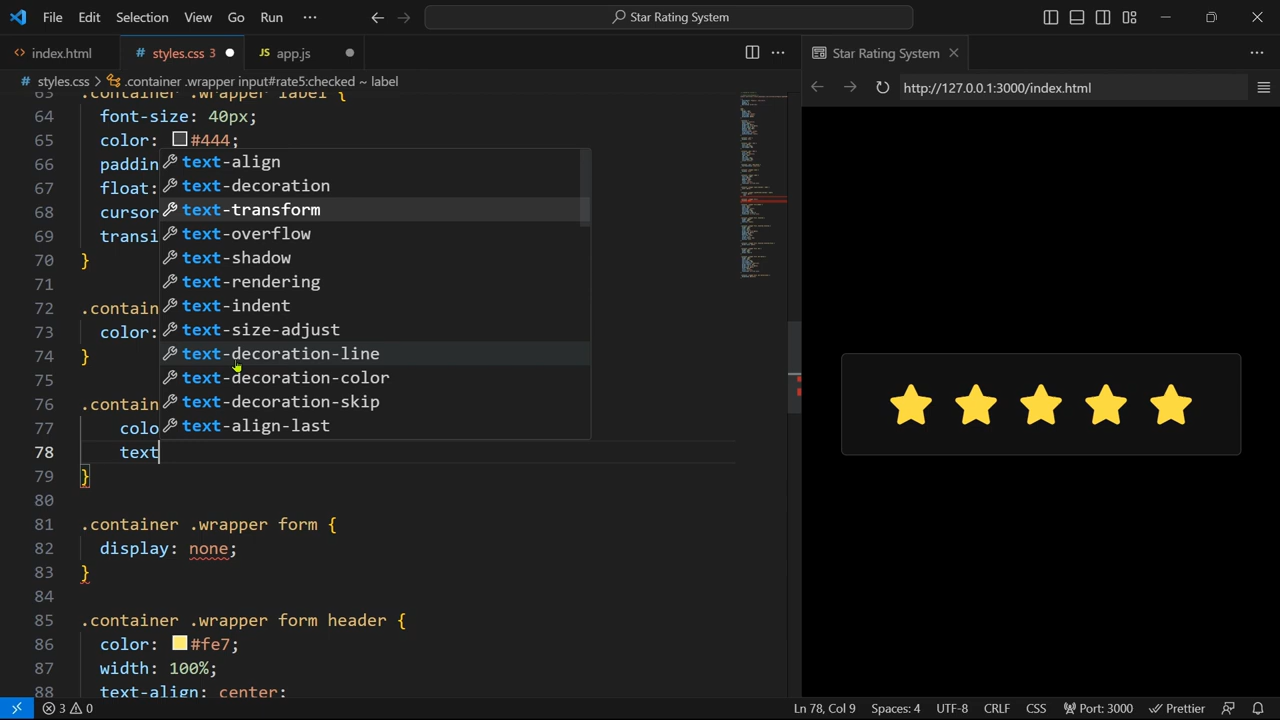 File Edit Selection View Go Run ··· Star Rating System
index.html # styles.css 3 JS app.js ··· Star Rating System ···
# styles.css > .container .wrapper input#rate5:checked ~ label
http://127.0.0.1:3000/index.html
63 .container .wrapper label {
64 font-size: 40px;
65 color: #444;
66 paddin
67 float:
68 cursor
69 transi
70 }
71
72 .contain
73 color:
74 }
75
76 .contain
77 colo
78 text
79 }
80
81 .container .wrapper form {
82 display: none;
83 }
84
85 .container .wrapper form header {
86 color: #fe7;
87 width: 100%;
88 text-align: center;
text-align
text-decoration
text-transform
text-overflow
text-shadow
text-rendering
text-indent
text-size-adjust
text-decoration-line
text-decoration-color
text-decoration-skip
text-align-last
3 0 Ln 78, Col 9 Spaces: 4 UTF-8 CRLF CSS Port: 3000 Prettier